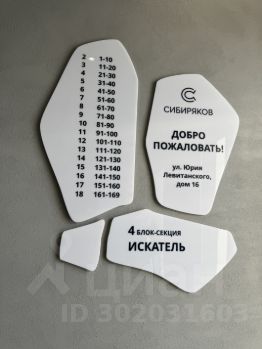 2 1-10
3 11-20
4 21-30
5 31-40
6 41-50
7 51-60
8 61-70
9 71-80
10 81-90
11 91-100
12 101-110
13 111-120
14 121-130
15 131-140
16 141-150
17 151-160
18 161-169
СИБИРЯКОВ
ДОБРО
ПОЖАЛОВАТЬ!
ул. Юрия
Левитанского,
дом 16
4 БЛОК-СЕКЦИЯ
ИСКАТЕЛЬ
циан
ID 302031603